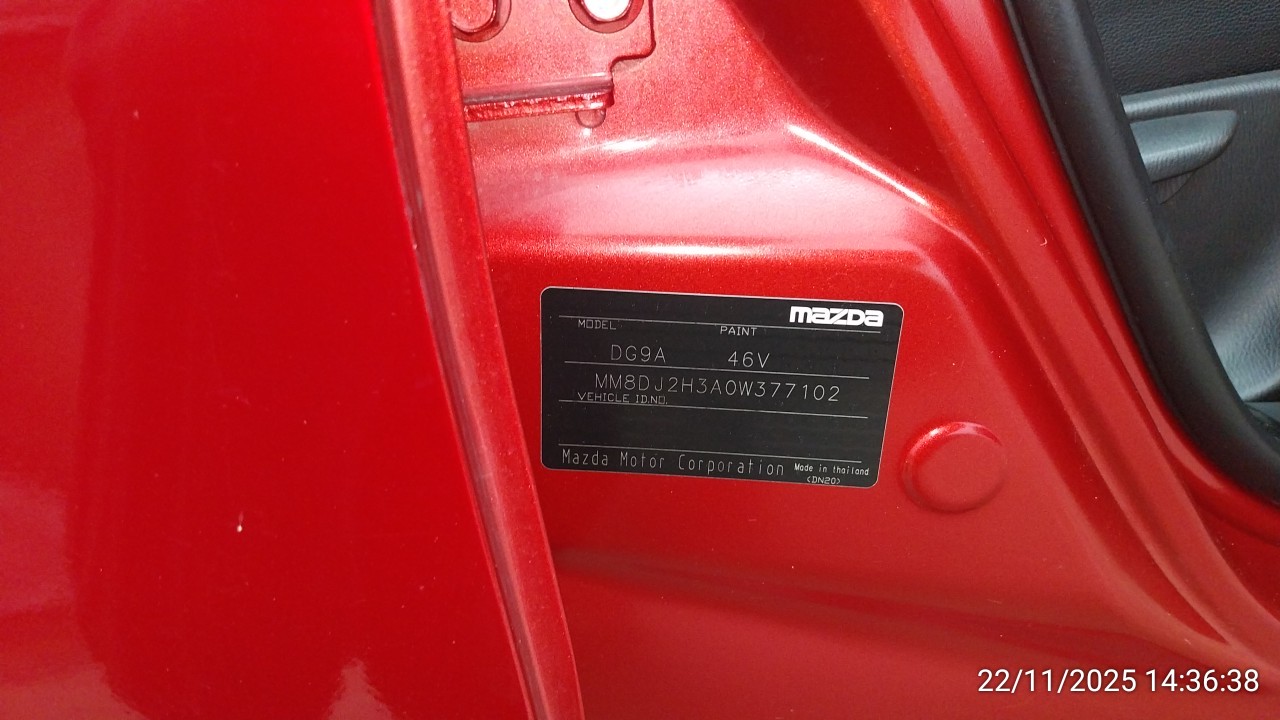 mazda
MODEL PAINT
DG9A 46V
MM8DJ2H3A0W377102
VEHICLE ID.NO.
Mazda Motor Corporation Made in thailand
<DN20>
22/11/2025 14:36:38